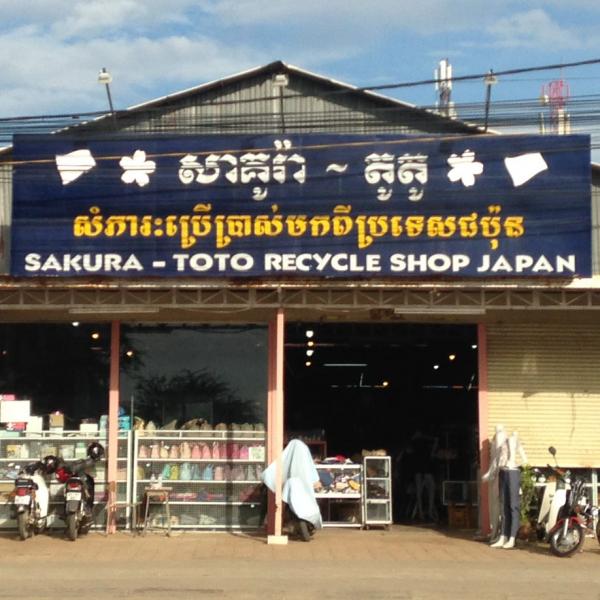 សាគូរ៉ា ~ តូតូ
សំភារះប្រើប្រាស់មកពីប្រទេសជប៉ុន
SAKURA - TOTO RECYCLE SHOP JAPAN